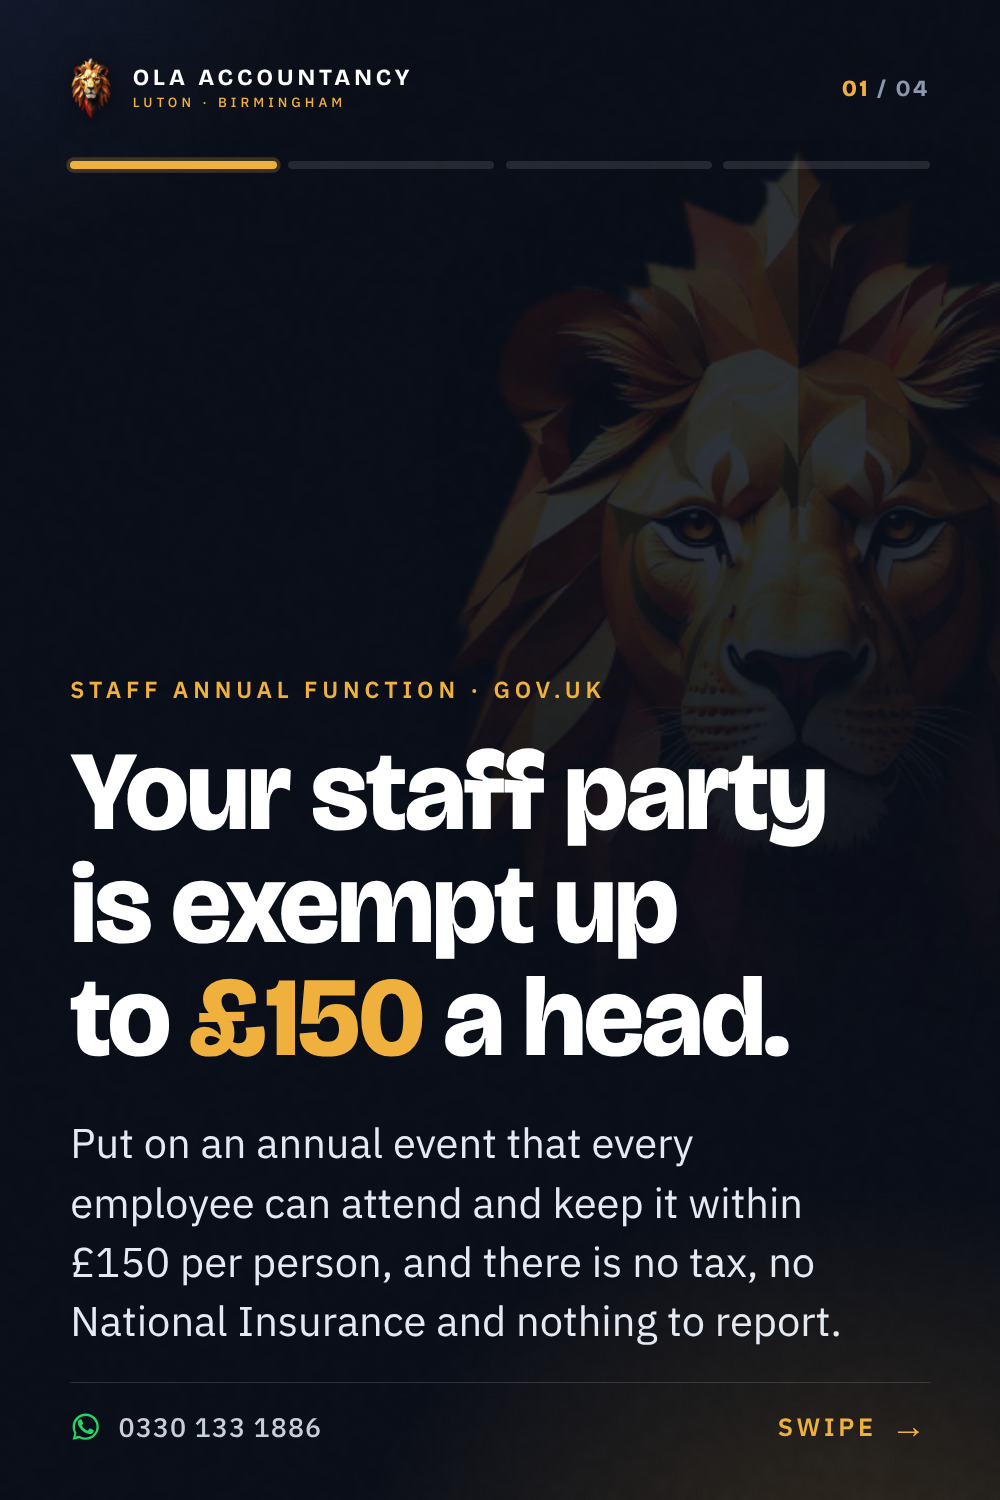 OLA ACCOUNTANCY
LUTON · BIRMINGHAM
01 / 04
STAFF ANNUAL FUNCTION · GOV.UK
Your staff party
is exempt up
to £150 a head.
Put on an annual event that every
employee can attend and keep it within
£150 per person, and there is no tax, no
National Insurance and nothing to report.
0330 133 1886
SWIPE →